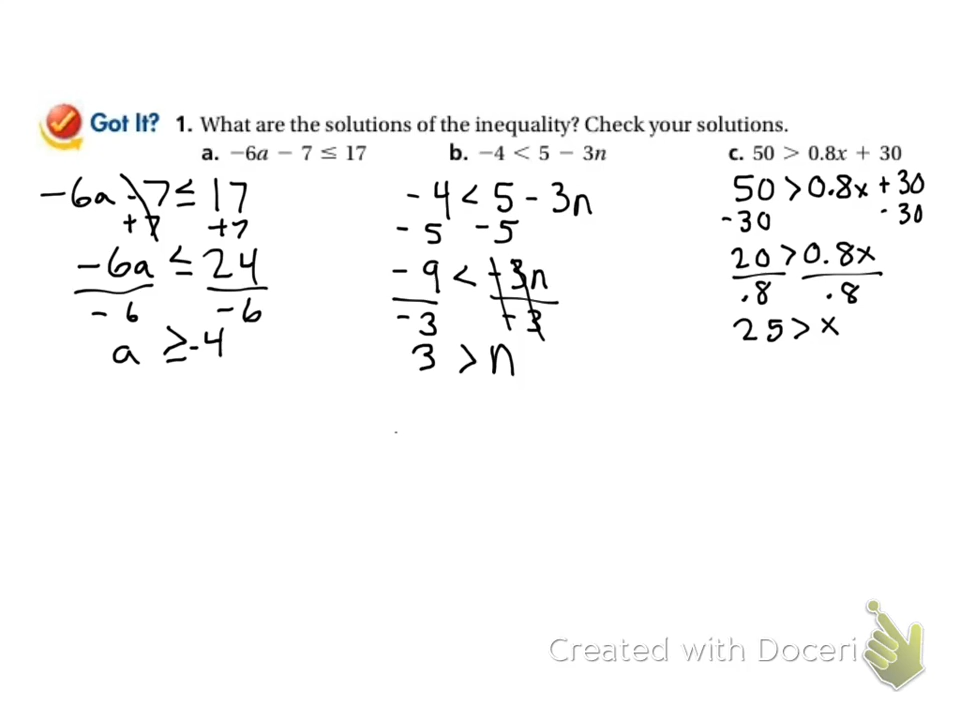 Got It? 1. What are the solutions of the inequality? Check your solutions.
a. −6a − 7 ≤ 17 b. −4 < 5 − 3n c. 50 > 0.8x + 30
-6a - 7 ≤ 17
+7 +7
-6a ≤ 24
-6 -6
a ≥ -4
-4 < 5 - 3n
-5 -5
-9 < -3n
-3 -3
3 > n
50 > 0.8x + 30
-30 -30
20 > 0.8x
.8 .8
25 > x
Created with Doceri